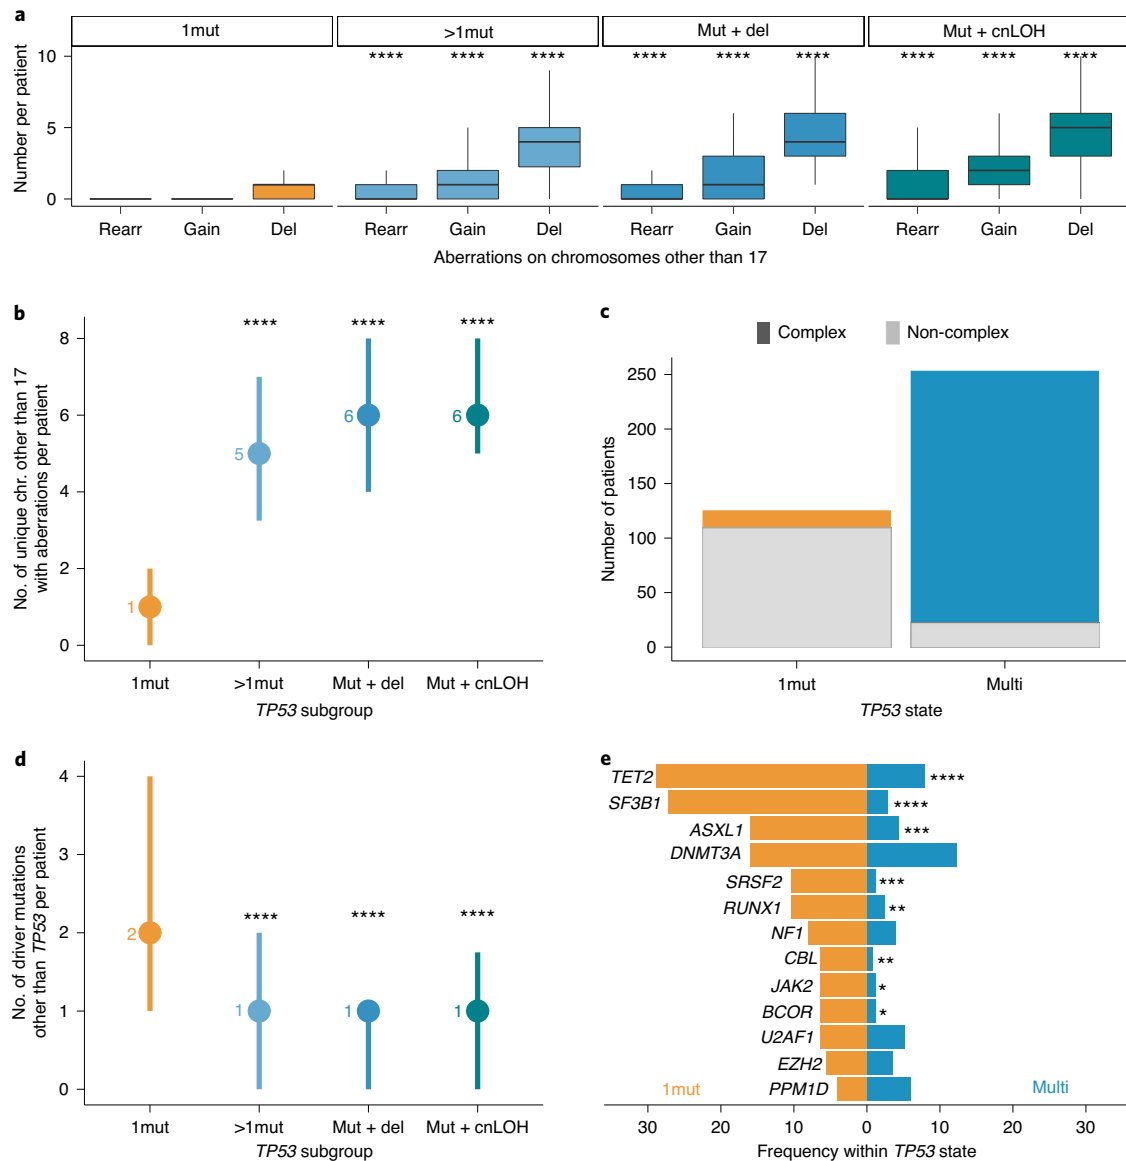 a
1mut
>1mut
Mut + del
Mut + cnLOH
Number per patient
10
5
0
**** **** ****
**** **** ****
**** **** ****
Rearr Gain Del
Rearr Gain Del
Rearr Gain Del
Rearr Gain Del
Aberrations on chromosomes other than 17
b
No. of unique chr. other than 17
with aberrations per patient
8
6
4
2
0
**** **** ****
1
5
6
6
1mut >1mut Mut + del Mut + cnLOH
TP53 subgroup
c
Complex Non-complex
Number of patients
250
200
150
100
50
0
1mut Multi
TP53 state
d
No. of driver mutations
other than TP53 per patient
4
3
2
1
0
**** **** ****
2
1
1
1
1mut >1mut Mut + del Mut + cnLOH
TP53 subgroup
e
TET2 ****
SF3B1 ****
ASXL1 ***
DNMT3A
SRSF2 ***
RUNX1 **
NF1
CBL **
JAK2 *
BCOR *
U2AF1
EZH2
PPM1D
1mut Multi
30 20 10 0 10 20 30
Frequency within TP53 state